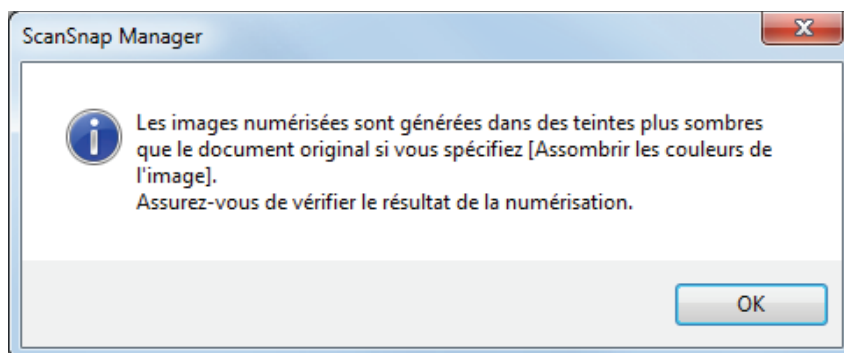 ScanSnap Manager
Les images numérisées sont générées dans des teintes plus sombres
que le document original si vous spécifiez [Assombrir les couleurs de
l'image].
Assurez-vous de vérifier le résultat de la numérisation.
OK